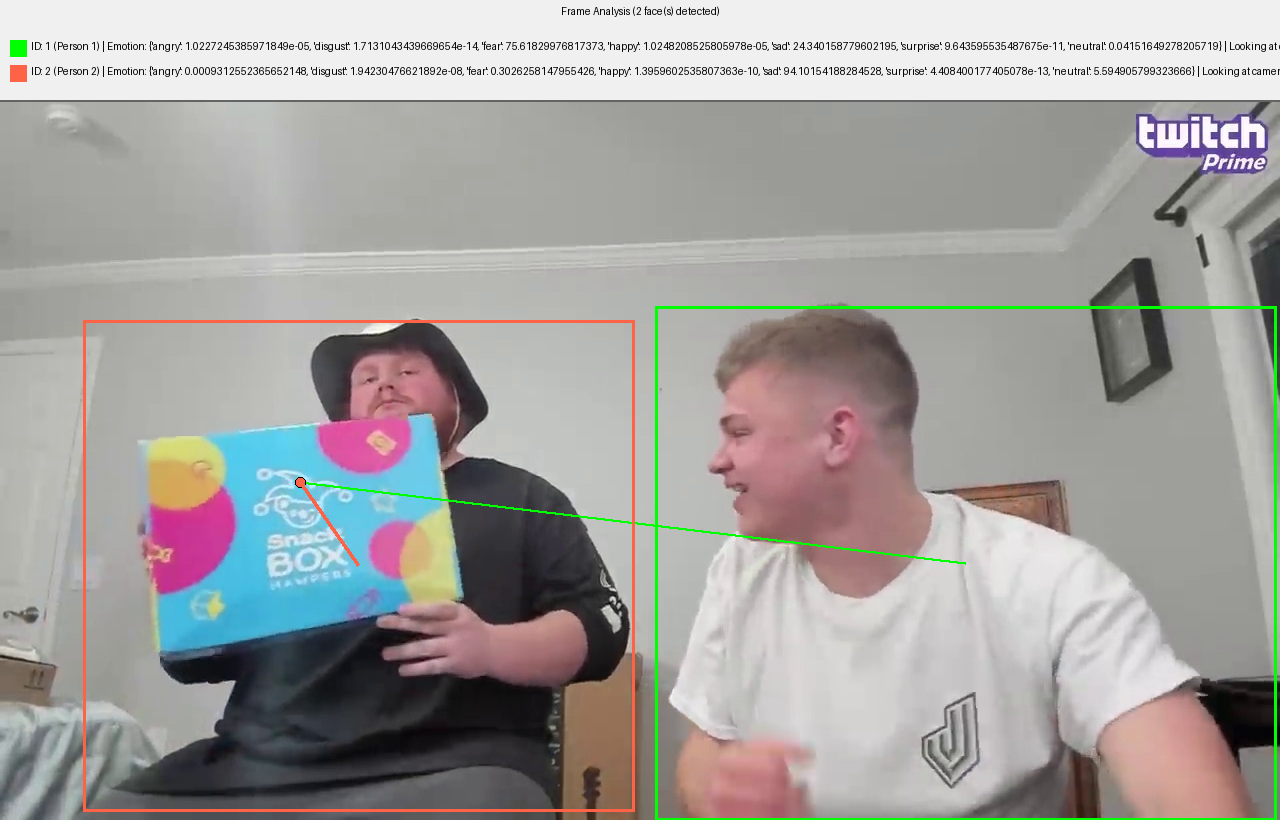 Frame Analysis (2 face(s) detected)
ID: 1 (Person 1) | Emotion: {'angry': 1.0227245385971849e-05, 'disgust': 1.7131043439669654e-14, 'fear': 75.61829976817373, 'happy': 1.0248208525805978e-05, 'sad': 24.340158779602195, 'surprise': 9.643595535487675e-11, 'neutral': 0.04151649278205719} | Looking at c
ID: 2 (Person 2) | Emotion: {'angry': 0.0009312552365652148, 'disgust': 1.94230476621892e-08, 'fear': 0.3026258147955426, 'happy': 1.3959602535807363e-10, 'sad': 94.10154188284528, 'surprise': 4.408400177405078e-13, 'neutral': 5.594905799323666} | Looking at camer
twitch
Prime
Snack
BOX
HAMPERS